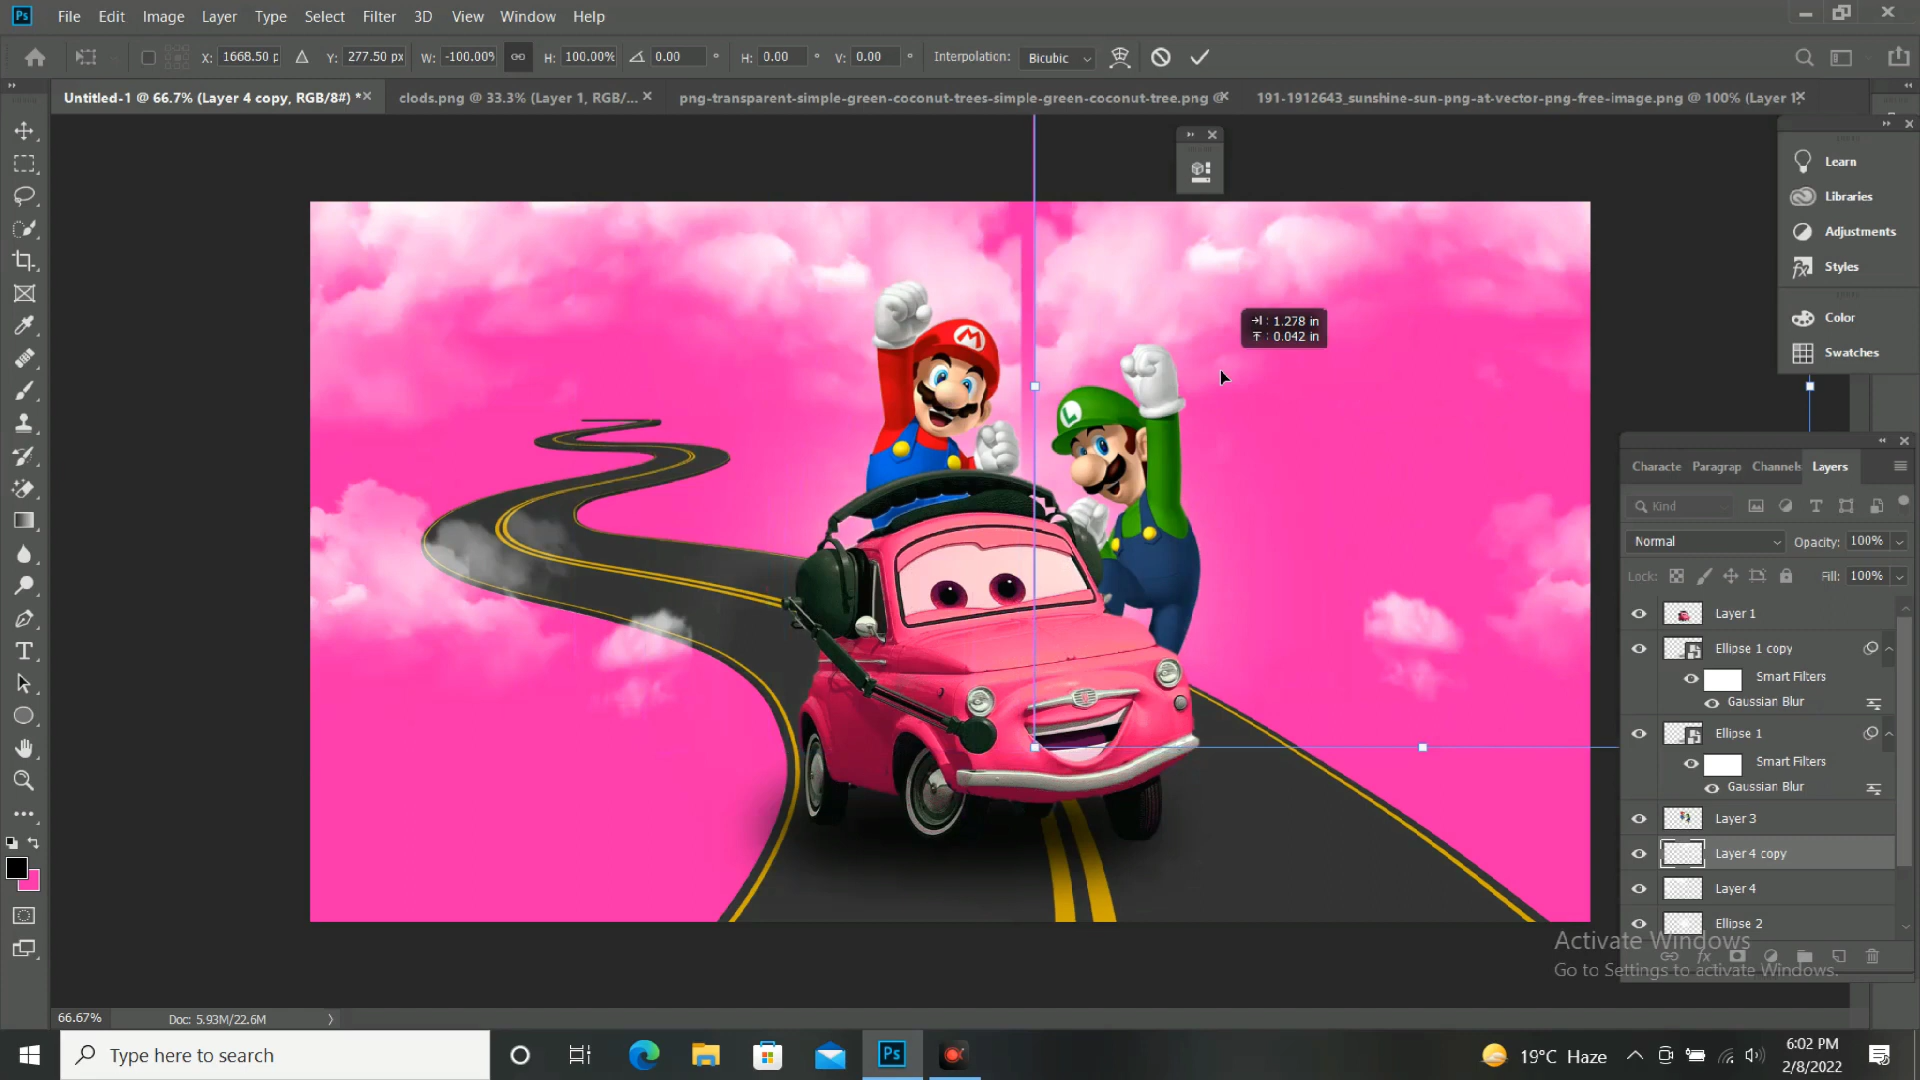 Ps File Edit Image Layer Type Select Filter 3D View Window Help
X: 1668.50 p Y: 277.50 px W: -100.00% H: 100.00% 0.00 ° H: 0.00 ° V: 0.00 ° Interpolation: Bicubic
Untitled-1 @ 66.7% (Layer 4 copy, RGB/8#) * clods.png @ 33.3% (Layer 1, RGB/... png-transparent-simple-green-coconut-trees-simple-green-coconut-tree.png @ 191-1912643_sunshine-sun-png-at-vector-png-free-image.png @ 100% (Layer 1,
Learn
Libraries
Adjustments
Styles
Color
Swatches
: 1.278 in
: 0.042 in
M
L
Characte Paragrap Channels Layers
Kind
Normal Opacity: 100%
Lock: Fill: 100%
Layer 1
Ellipse 1 copy
Smart Filters
Gaussian Blur
Ellipse 1
Smart Filters
Gaussian Blur
Layer 3
Layer 4 copy
Layer 4
Ellipse 2
Activate Windows
Go to Settings to activate Windows.
66.67% Doc: 5.93M/22.6M
Type here to search
Ps
19°C Haze
6:02 PM
2/8/2022